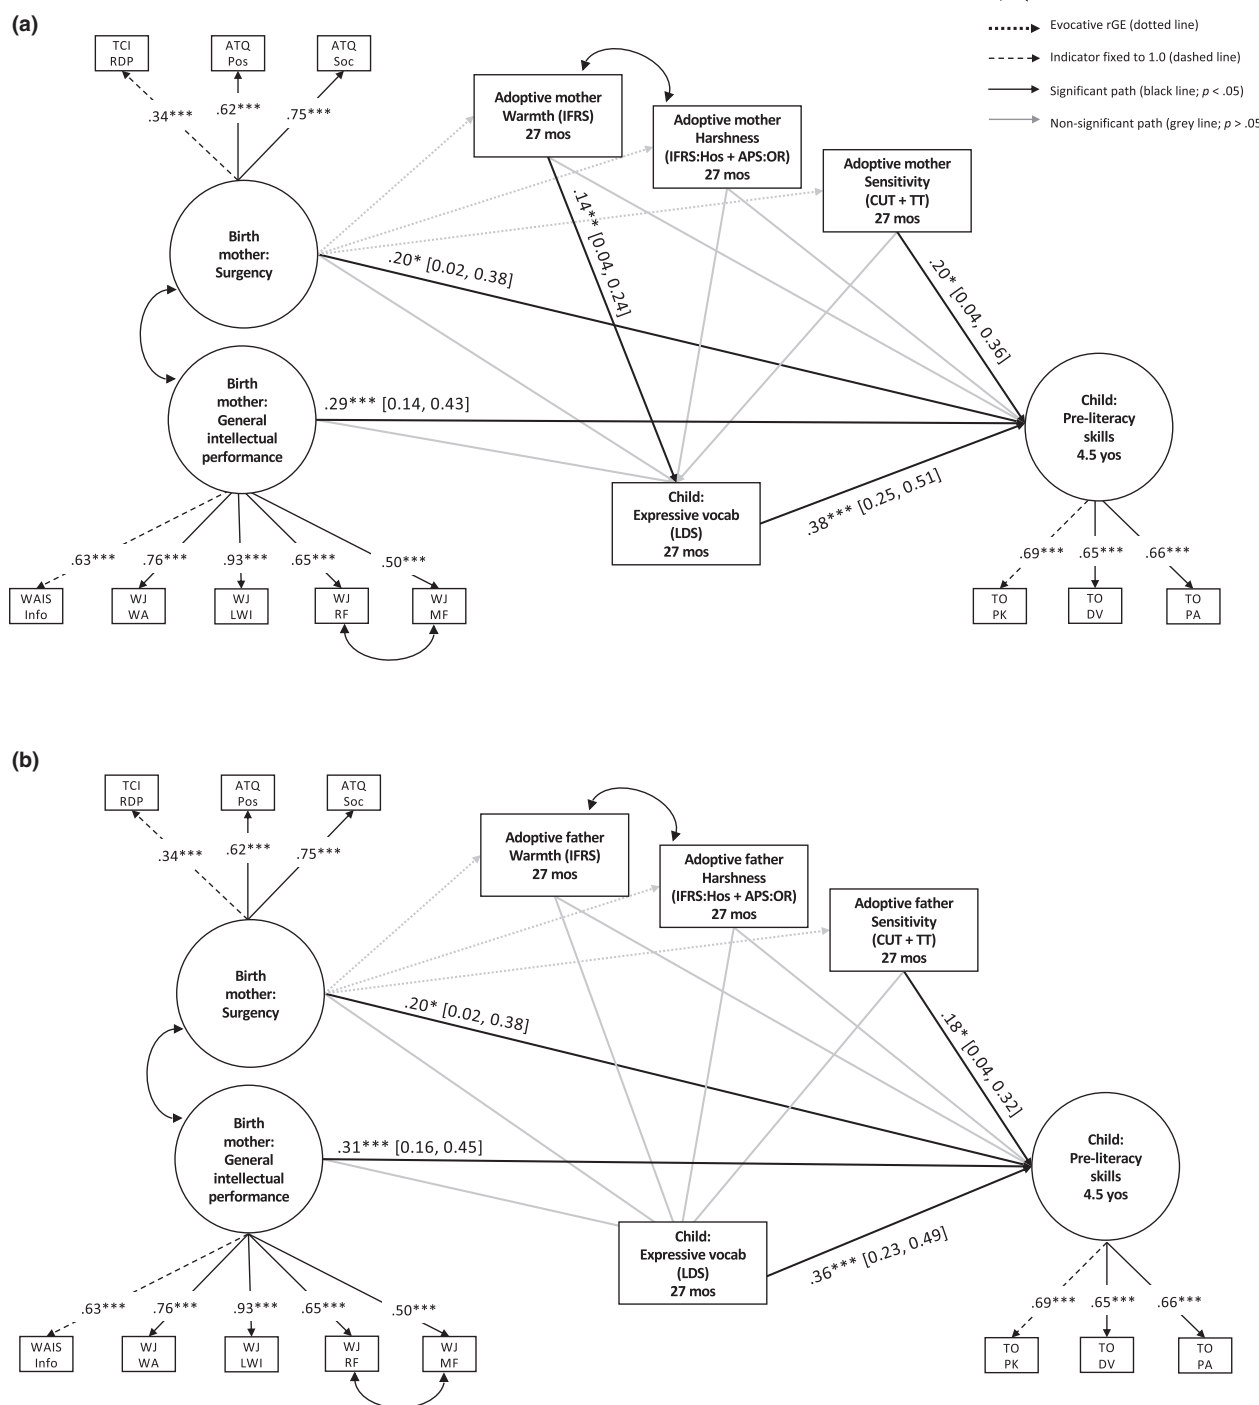 (a)
Evocative rGE (dotted line)
Indicator fixed to 1.0 (dashed line)
Significant path (black line; p < .05)
Non-significant path (grey line; p > .05
TCI
RDP
ATQ
Pos
ATQ
Soc
.34***
.62***
.75***
Adoptive mother
Warmth (IFRS)
27 mos
Adoptive mother
Harshness
(IFRS:Hos + APS:OR)
27 mos
Adoptive mother
Sensitivity
(CUT + TT)
27 mos
Birth
mother:
Surgency
.14** [0.04, 0.24]
.20* [0.02, 0.38]
.20* [0.04, 0.36]
Birth
mother:
General
intellectual
performance
.29*** [0.14, 0.43]
Child:
Pre-literacy
skills
4.5 yos
Child:
Expressive vocab
(LDS)
27 mos
.38*** [0.25, 0.51]
.63***
.76***
.93***
.65***
.50***
.69***
.65***
.66***
WAIS
Info
WJ
WA
WJ
LWI
WJ
RF
WJ
MF
TO
PK
TO
DV
TO
PA
(b)
TCI
RDP
ATQ
Pos
ATQ
Soc
.34***
.62***
.75***
Adoptive father
Warmth (IFRS)
27 mos
Adoptive father
Harshness
(IFRS:Hos + APS:OR)
27 mos
Adoptive father
Sensitivity
(CUT + TT)
27 mos
Birth
mother:
Surgency
.20* [0.02, 0.38]
.18* [0.04, 0.32]
Birth
mother:
General
intellectual
performance
.31*** [0.16, 0.45]
Child:
Pre-literacy
skills
4.5 yos
Child:
Expressive vocab
(LDS)
27 mos
.36*** [0.23, 0.49]
.63***
.76***
.93***
.65***
.50***
.69***
.65***
.66***
WAIS
Info
WJ
WA
WJ
LWI
WJ
RF
WJ
MF
TO
PK
TO
DV
TO
PA